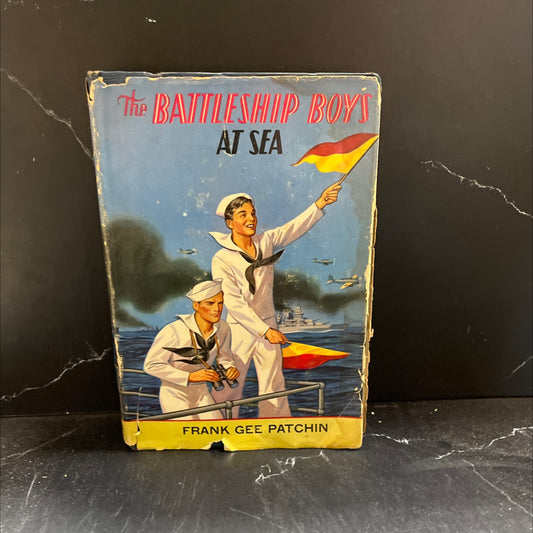 The BATTLESHIP BOYS
AT SEA
FRANK GEE PATCHIN